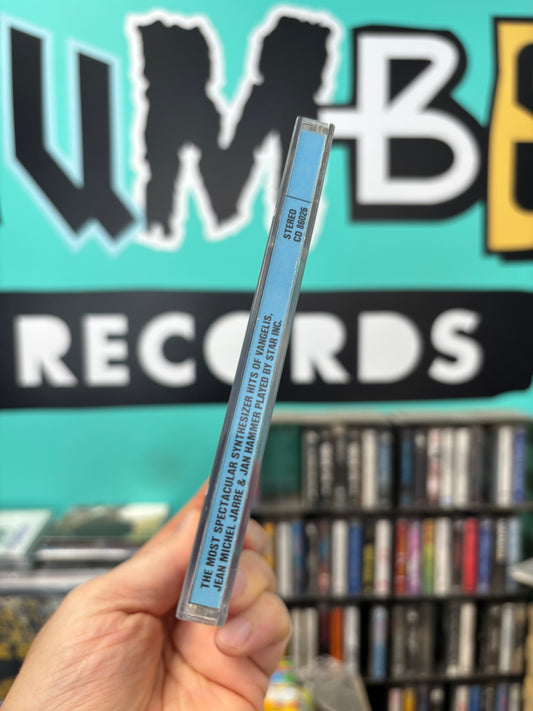 UMB
RECORDS
THE MOST SPECTACULAR SYNTHESIZER HITS OF VANGELIS,
JEAN MICHEL JARRE & JAN HAMMER PLAYED BY STAR INC.
STEREO
CD 86026